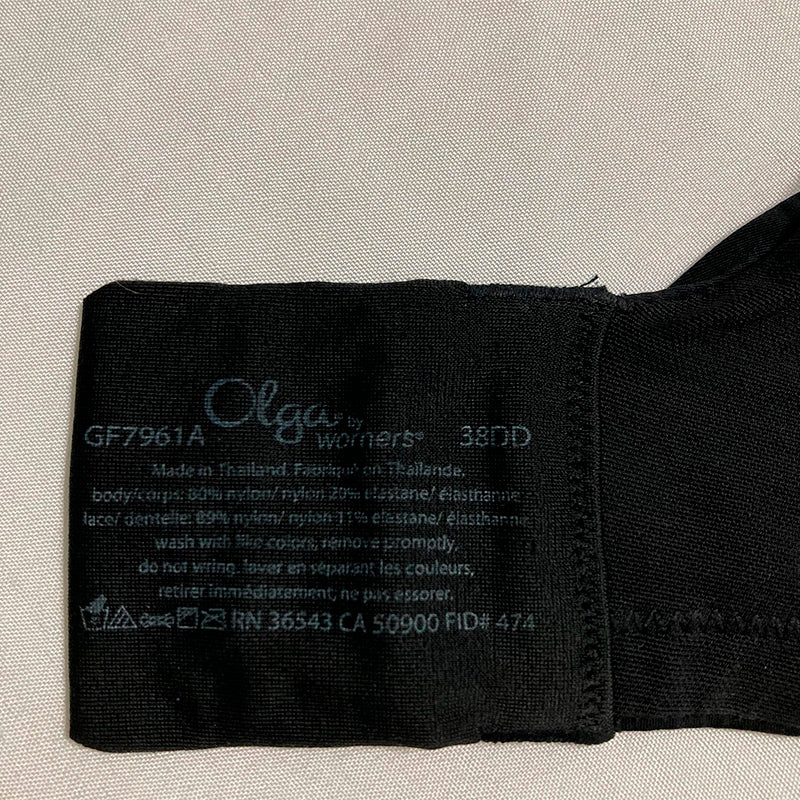 Olga® by
GF7961A warners® 38DD
Made in Thailand. Fabriqué en Thaïlande.
body/corps: 80% nylon/ nylon 20% elastane/ élasthanne
lace/ dentelle: 89% nylon/ nylon 11% elastane/ élasthanne
wash with like colors, remove promptly,
do not wring. laver en séparant les couleurs,
retirer immédiatement, ne pas essorer.
RN 36543 CA 50900 FID# 474